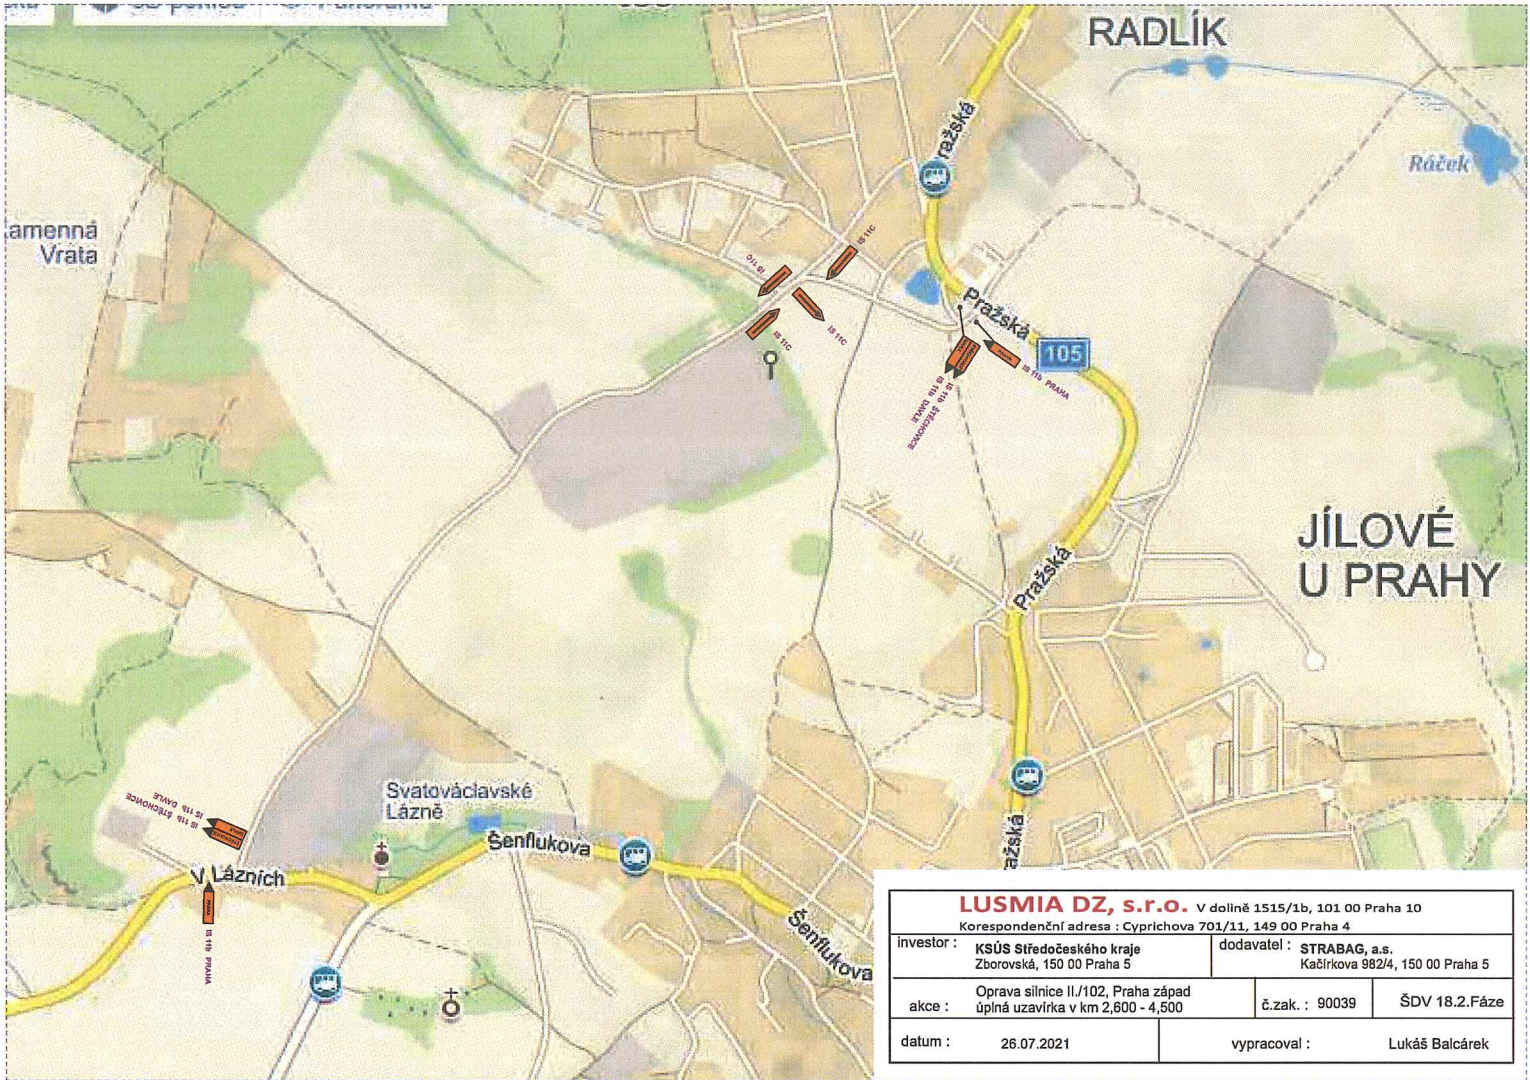 3D pohled
Panorama
RADLÍK
Pražská
Ráček
Kamenná
Vrata
IS 11C
IS 11C
IS 11C
IS 11C
Pražská
105
IS 11b PRAHA
IS 11b ŠTĚCHOVICE
IS 11b DAVLE
JÍLOVÉ
U PRAHY
Pražská
Svatováclavské
Lázně
IS 11b DAVLE
IS 11b ŠTĚCHOVICE
Šenflukova
V Lázních
ažská
IS 11b PRAHA
Šenflukova
LUSMIA DZ, s.r.o. V dolině 1515/1b, 101 00 Praha 10
Korespondenční adresa : Cyprichova 701/11, 149 00 Praha 4
investor : KSÚS Středočeského kraje
Zborovská, 150 00 Praha 5
dodavatel : STRABAG, a.s.
Kačírkova 982/4, 150 00 Praha 5
akce : Oprava silnice II./102, Praha západ
úplná uzavírka v km 2,600 - 4,500
č.zak. : 90039
ŠDV 18.2.Fáze
datum : 26.07.2021
vypracoval : Lukáš Balcárek